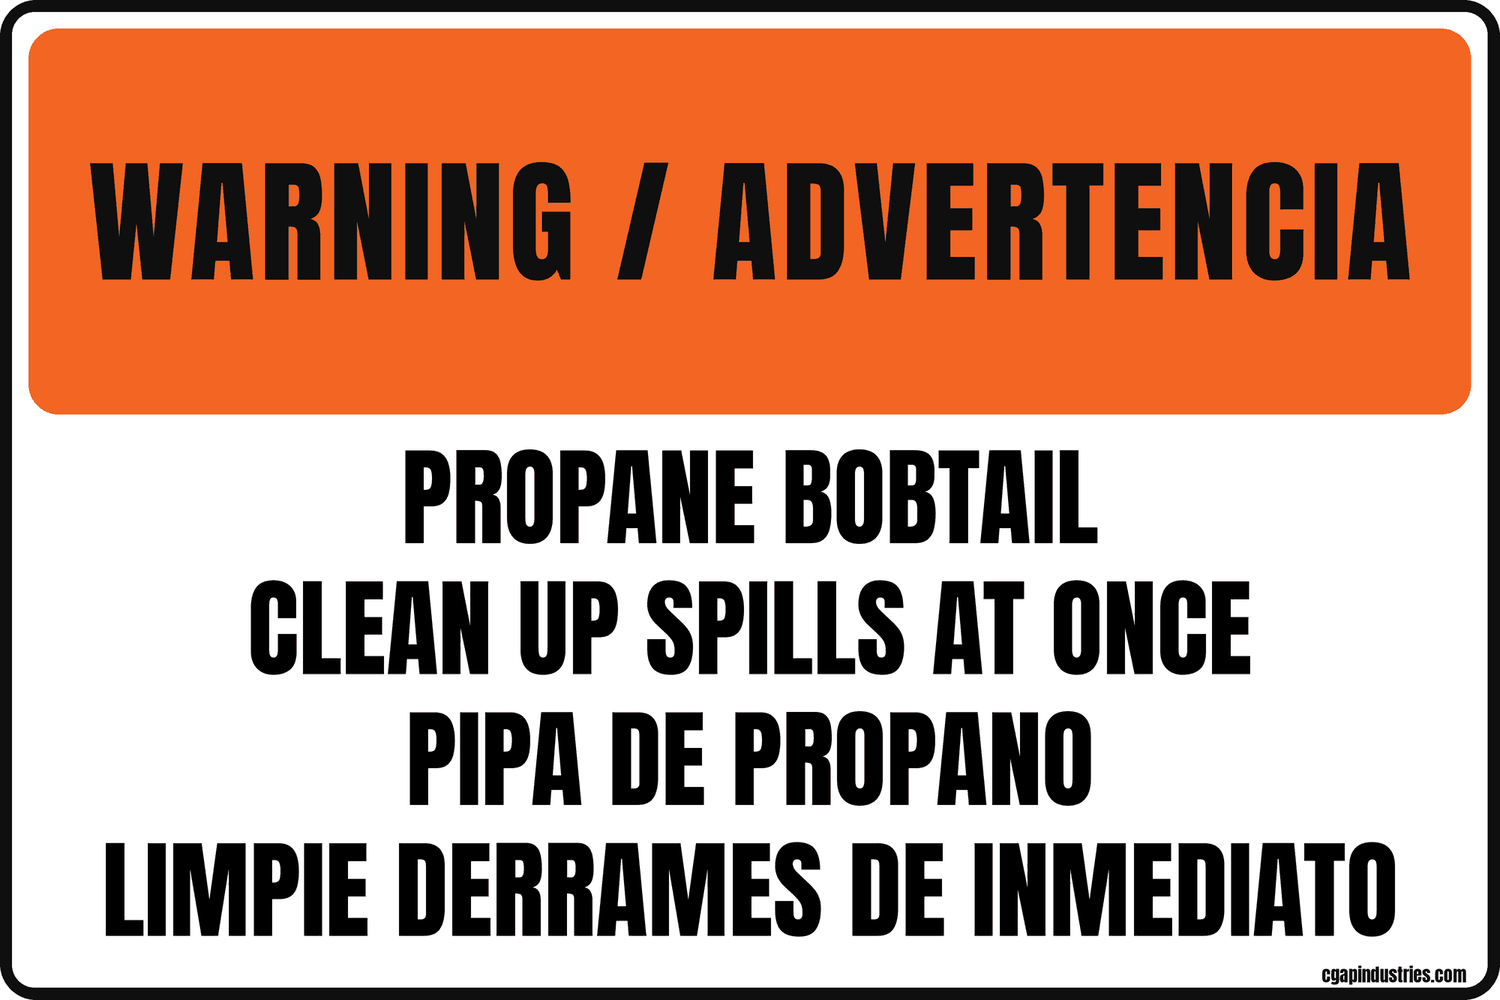 WARNING / ADVERTENCIA
PROPANE BOBTAIL
CLEAN UP SPILLS AT ONCE
PIPA DE PROPANO
LIMPIE DERRAMES DE INMEDIATO
cgapindustries.com